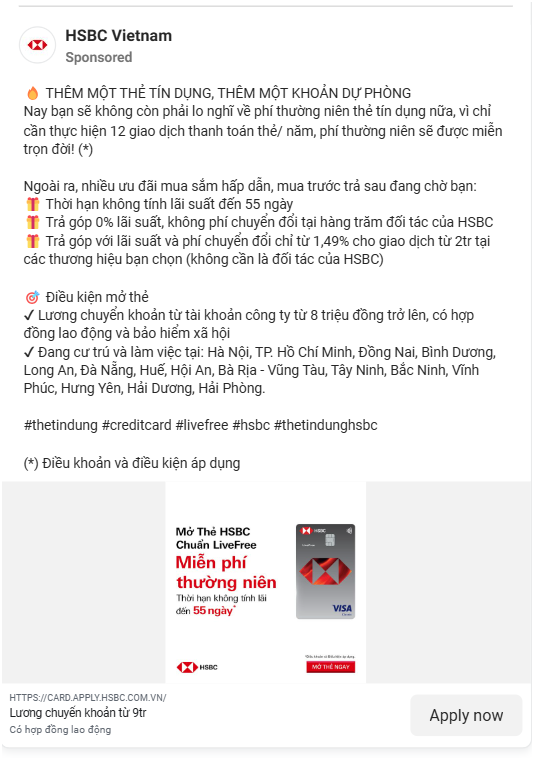 HSBC Vietnam
Sponsored
🔥 THÊM MỘT THẺ TÍN DỤNG, THÊM MỘT KHOẢN DỰ PHÒNG
Nay bạn sẽ không còn phải lo nghĩ về phí thường niên thẻ tín dụng nữa, vì chỉ
cần thực hiện 12 giao dịch thanh toán thẻ/ năm, phí thường niên sẽ được miễn
trọn đời! (*)
Ngoài ra, nhiều ưu đãi mua sắm hấp dẫn, mua trước trả sau đang chờ bạn:
🎁 Thời hạn không tính lãi suất đến 55 ngày
🎁 Trả góp 0% lãi suất, không phí chuyển đổi tại hàng trăm đối tác của HSBC
🎁 Trả góp với lãi suất và phí chuyển đổi chỉ từ 1,49% cho giao dịch từ 2tr tại
các thương hiệu bạn chọn (không cần là đối tác của HSBC)
🎯 Điều kiện mở thẻ
✔ Lương chuyển khoản từ tài khoản công ty từ 8 triệu đồng trở lên, có hợp
đồng lao động và bảo hiểm xã hội
✔ Đang cư trú và làm việc tại: Hà Nội, TP. Hồ Chí Minh, Đồng Nai, Bình Dương,
Long An, Đà Nẵng, Huế, Hội An, Bà Rịa - Vũng Tàu, Tây Ninh, Bắc Ninh, Vĩnh
Phúc, Hưng Yên, Hải Dương, Hải Phòng.
#thetindung #creditcard #livefree #hsbc #thetindunghsbc
(*) Điều khoản và điều kiện áp dụng
Mở Thẻ HSBC
Chuẩn LiveFree
Miễn phí
thường niên
Thời hạn không tính lãi
đến 55 ngày*
HSBC
VISA
HSBC
*Điều khoản và Điều kiện áp dụng
MỞ THẺ NGAY
HTTPS://CARD.APPLY.HSBC.COM.VN/
Lương chuyển khoản từ 9tr
Có hợp đồng lao động
Apply now